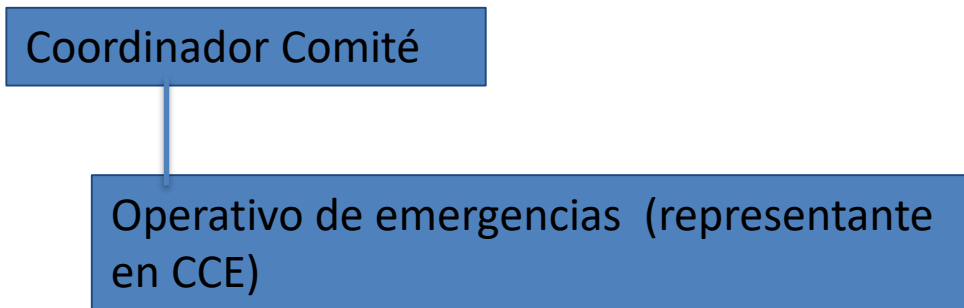 Coordinador Comité
Operativo de emergencias  (representante
en CCE)